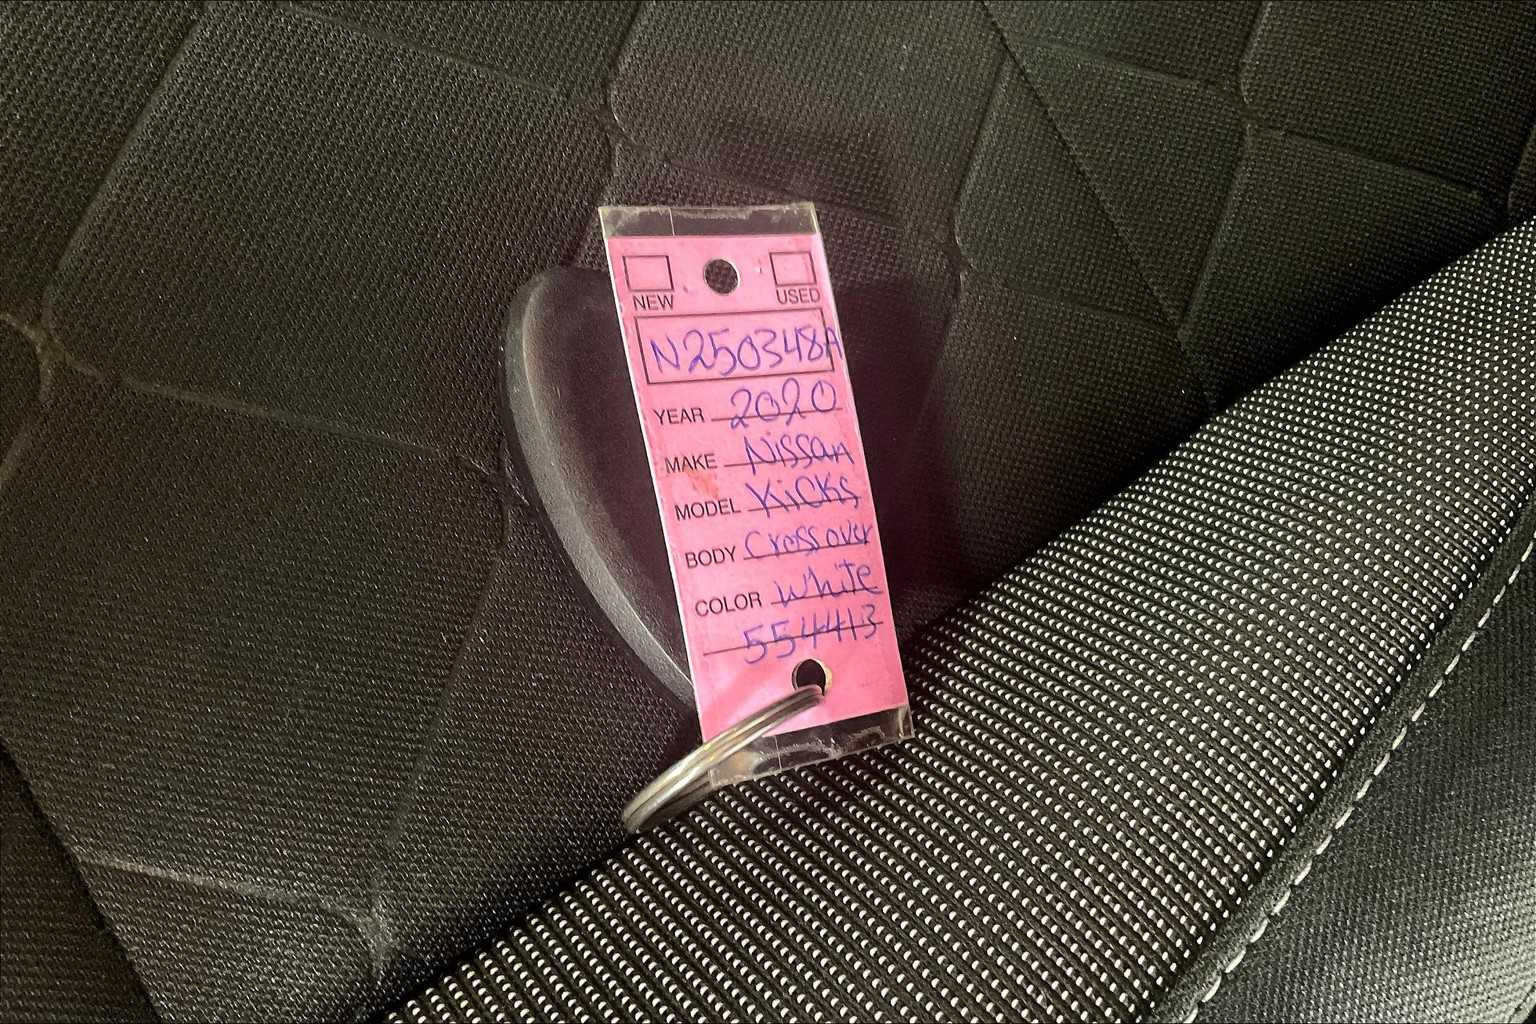 NEW USED
N250348A
YEAR 2020
MAKE Nissan
MODEL Kicks
BODY Crossover
COLOR White
554413